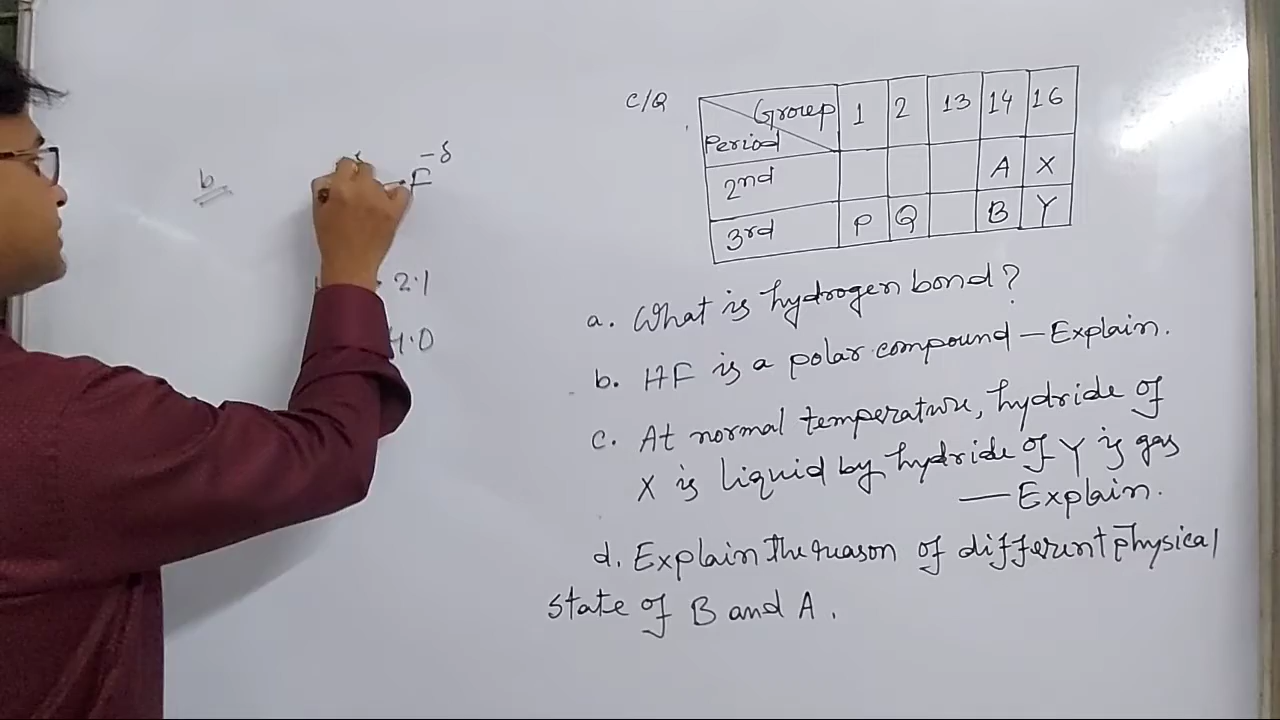 b
δ
-δ
F
2.1
4.0
C/Q
Group 1 2 13 14 16
Period
2nd A X
3rd P Q B Y
a. What is hydrogen bond?
b. HF is a polar compound – Explain.
c. At normal temperature, hydride of
X is liquid by hydride of Y is gas
— Explain.
d. Explain the reason of different physical
state of B and A.